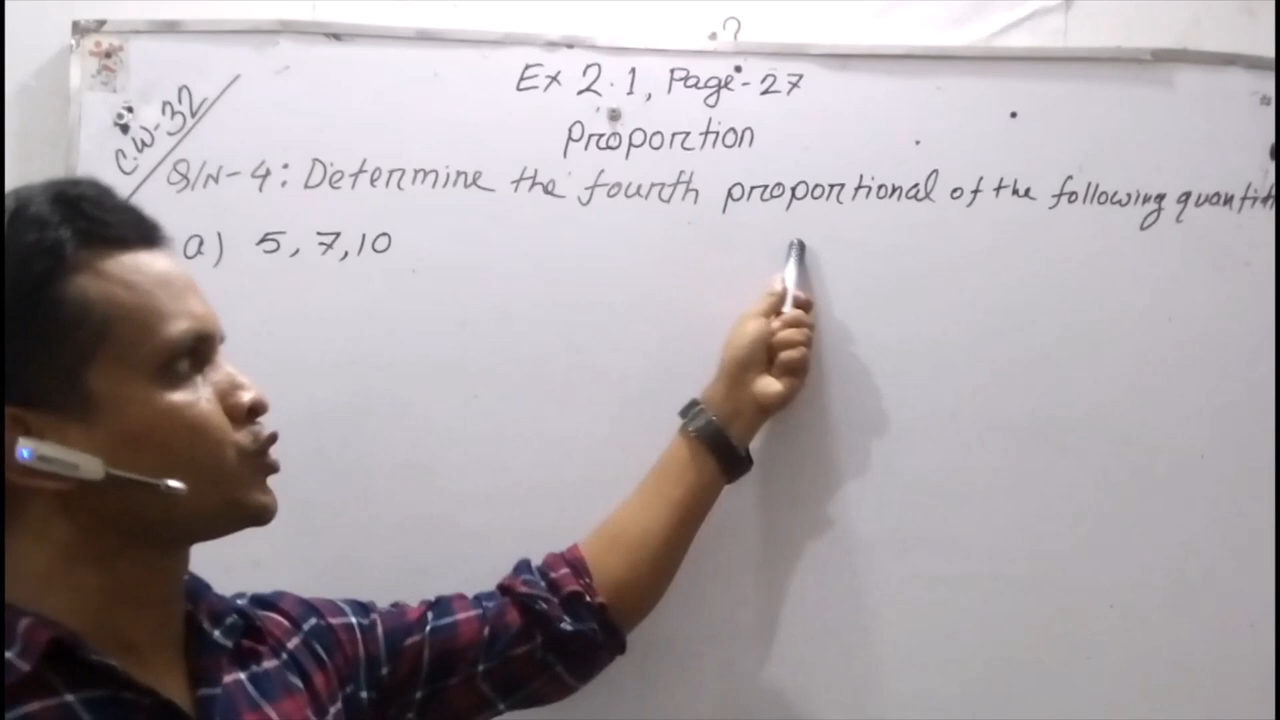 Ex 2.1, Page-27
C.W-32
Proportion
Q/N-4: Determine the fourth proportional of the following
a) 5, 7, 10